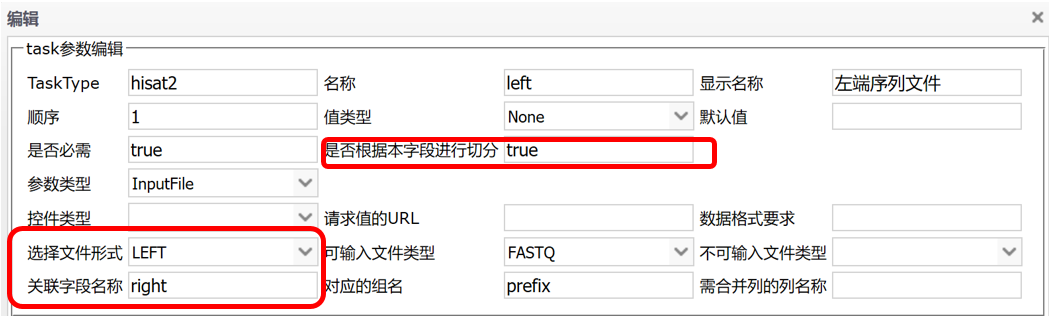 编辑
task参数编辑
TaskType hisat2 名称 left 显示名称 左端序列文件
顺序 1 值类型 None 默认值
是否必需 true 是否根据本字段进行切分 true
参数类型 InputFile
控件类型 请求值的URL 数据格式要求
选择文件形式 LEFT 可输入文件类型 FASTQ 不可输入文件类型
关联字段名称 right 对应的组名 prefix 需合并列的列名称